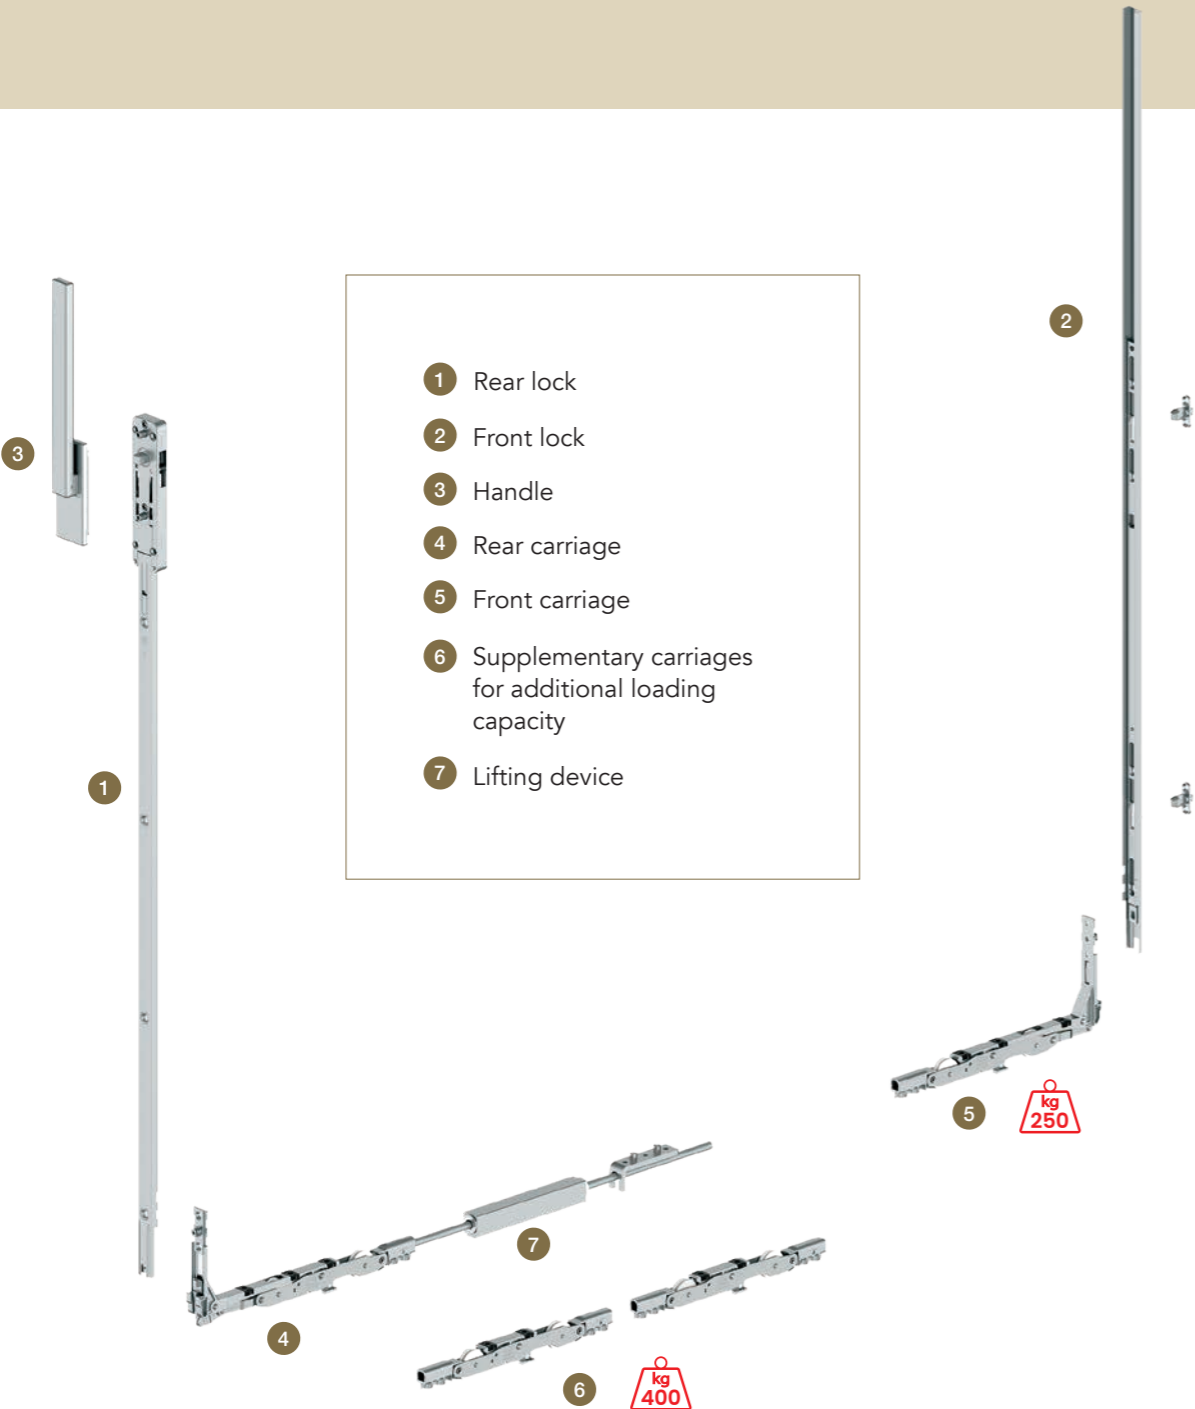 2
3
1 Rear lock
2 Front lock
3 Handle
4 Rear carriage
5 Front carriage
6 Supplementary carriages
for additional loading
capacity
7 Lifting device
1
5
kg
250
7
4
6
kg
400